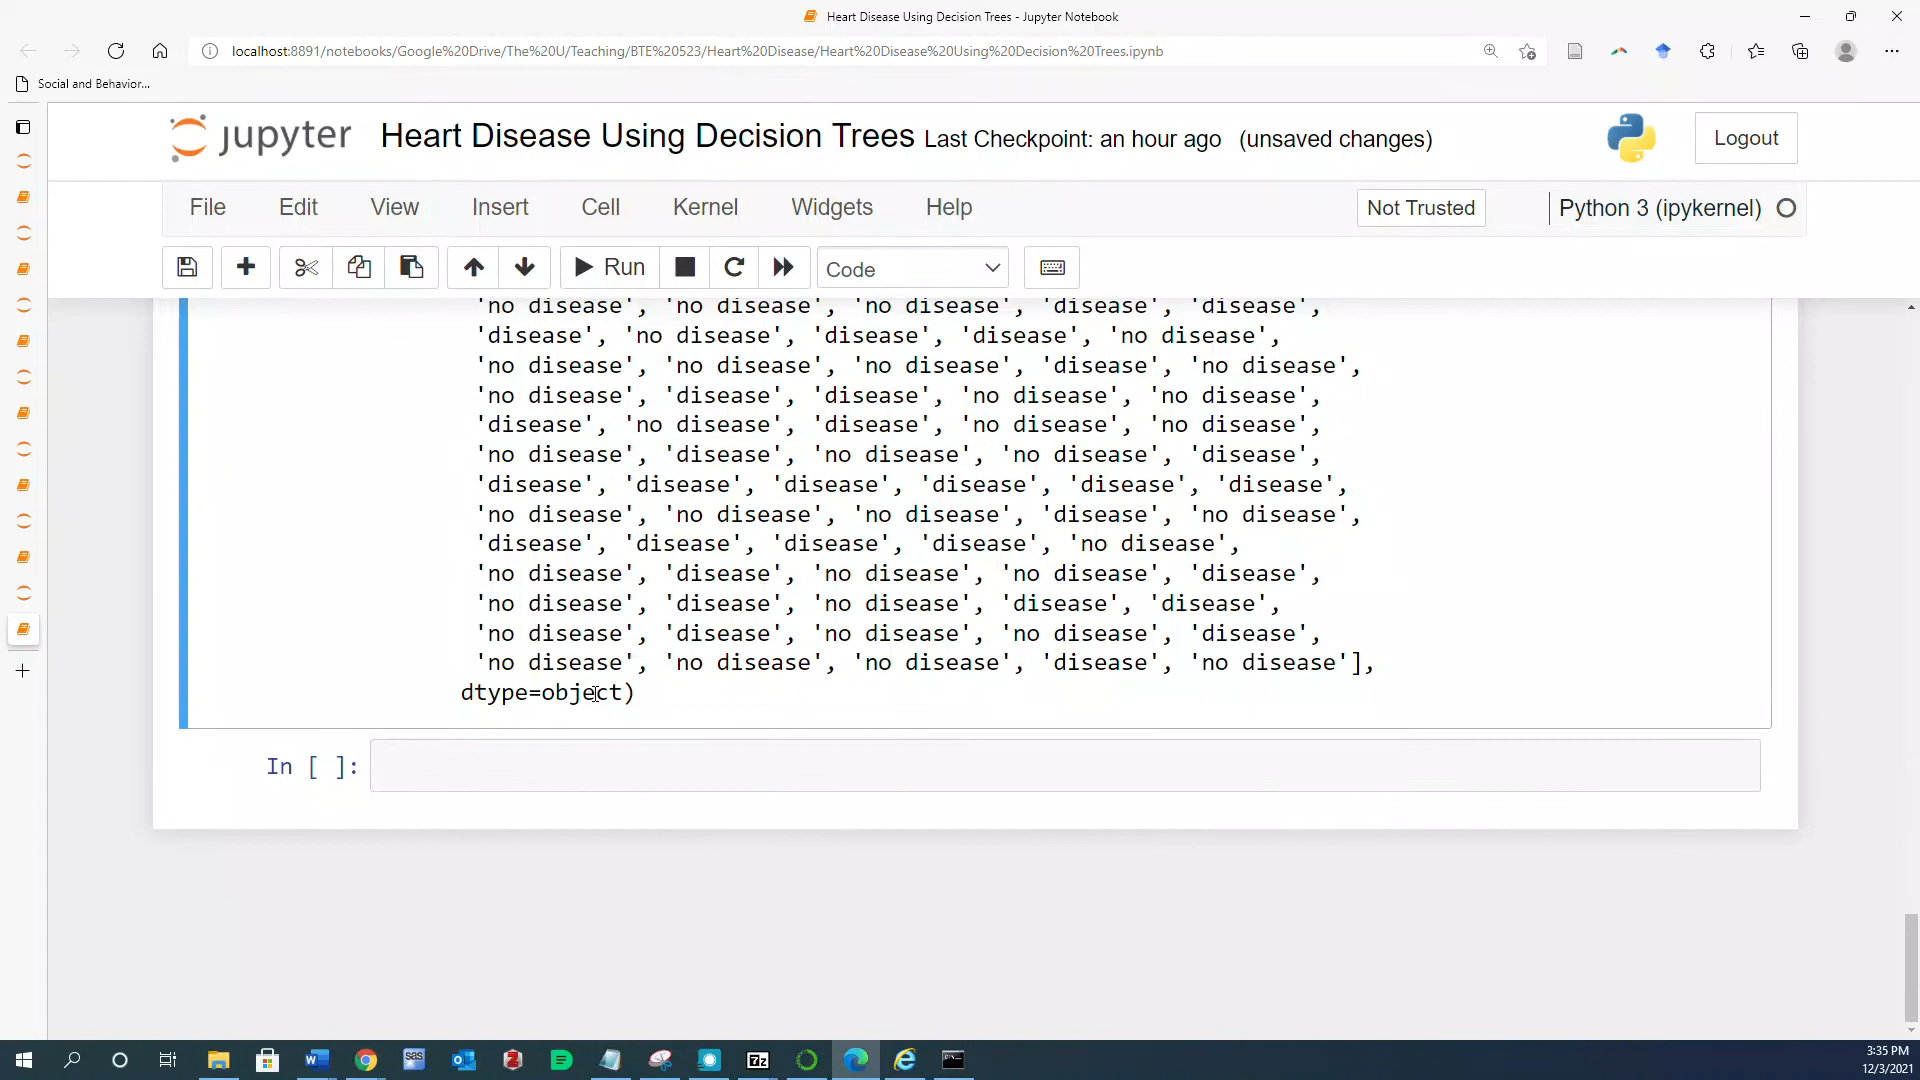 Heart Disease Using Decision Trees - Jupyter Notebook
localhost:8891/notebooks/Google%20Drive/The%20U/Teaching/BTE%20523/Heart%20Disease/Heart%20Disease%20Using%20Decision%20Trees.ipynb
Social and Behavior...
jupyter Heart Disease Using Decision Trees Last Checkpoint: an hour ago (unsaved changes) Logout
File Edit View Insert Cell Kernel Widgets Help Not Trusted Python 3 (ipykernel)
Run Code
'no disease', 'no disease', 'no disease', 'disease', 'disease',
'disease', 'no disease', 'disease', 'disease', 'no disease',
'no disease', 'no disease', 'no disease', 'disease', 'no disease',
'no disease', 'disease', 'disease', 'no disease', 'no disease',
'disease', 'no disease', 'disease', 'no disease', 'no disease',
'no disease', 'disease', 'no disease', 'no disease', 'disease',
'disease', 'disease', 'disease', 'disease', 'disease', 'disease',
'no disease', 'no disease', 'no disease', 'disease', 'no disease',
'disease', 'disease', 'disease', 'disease', 'no disease',
'no disease', 'disease', 'no disease', 'no disease', 'disease',
'no disease', 'disease', 'no disease', 'disease', 'disease',
'no disease', 'disease', 'no disease', 'no disease', 'disease',
'no disease', 'no disease', 'no disease', 'disease', 'no disease'],
dtype=object)
In [ ]:
sas
Z
7z
3:35 PM
12/3/2021